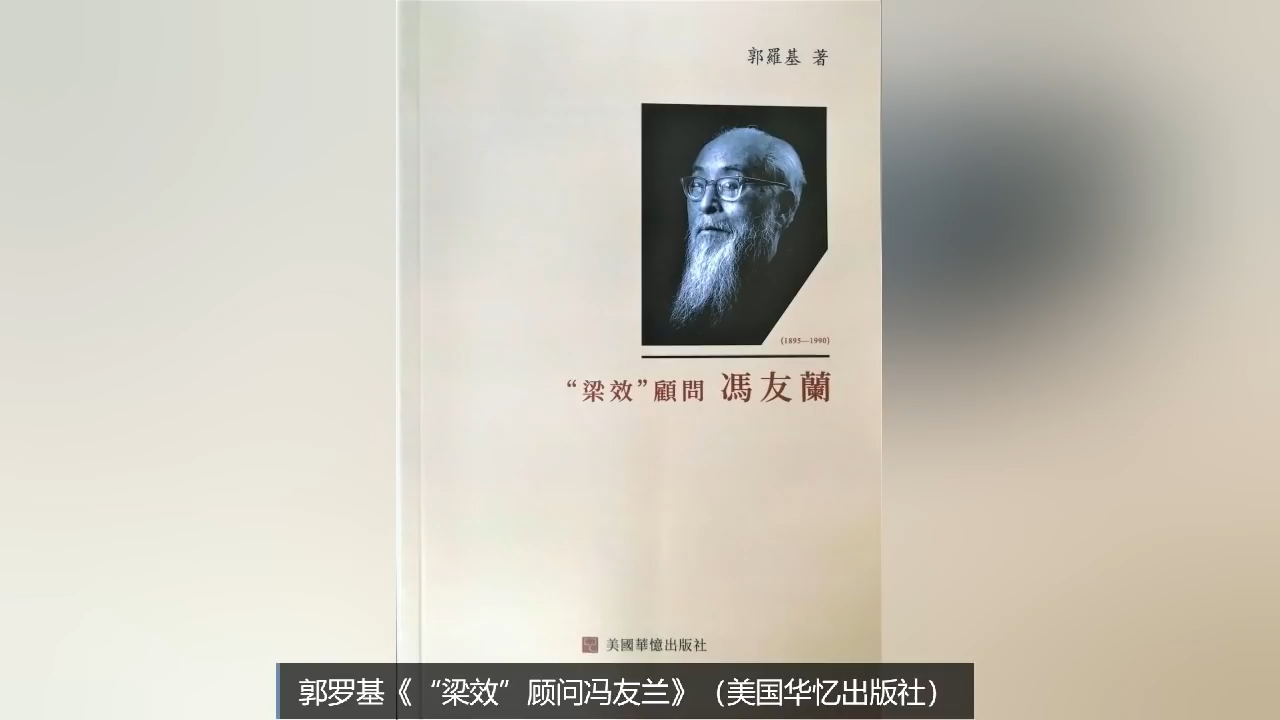 郭羅基 著
(1895—1990)
“梁效”顧問 馮友蘭
美國華憶出版社
郭罗基《“梁效”顾问冯友兰》（美国华忆出版社）